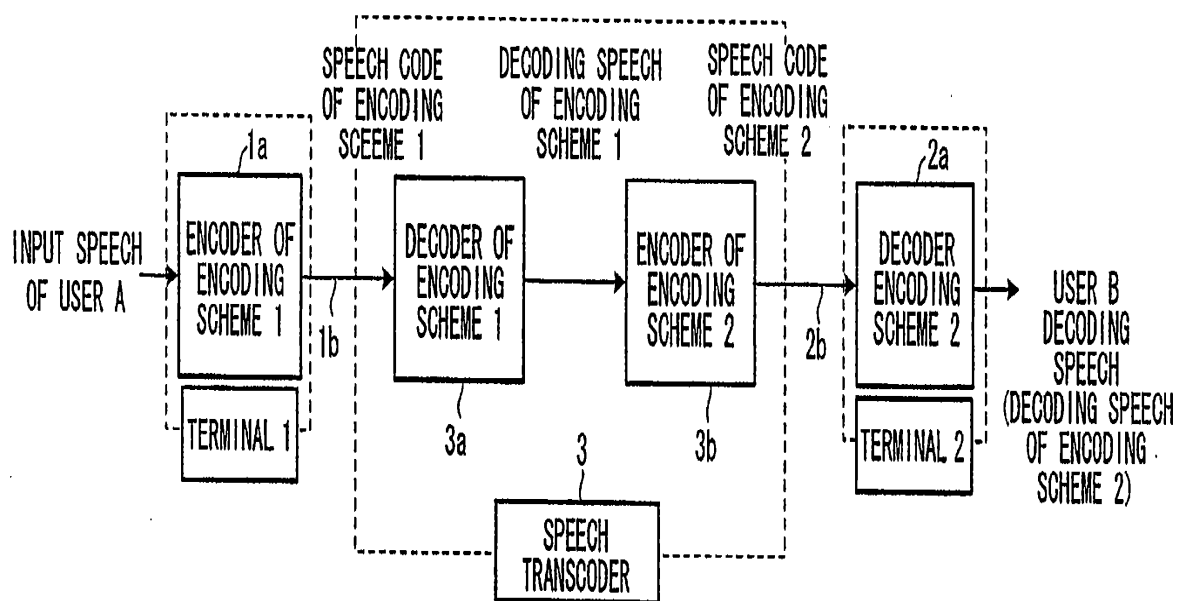 SPEECH CODE
OF ENCODING
SCEEME 1
DECODING SPEECH
OF ENCODING
SCHEME 1
SPEECH CODE
OF ENCODING
SCHEME 2
1a
2a
INPUT SPEECH
OF USER A
ENCODER OF
ENCODING
SCHEME 1
DECODER OF
ENCODING
SCHEME 1
ENCODER OF
ENCODING
SCHEME 2
DECODER
ENCODING
SCHEME 2
USER B
DECODING
SPEECH
(DECODING SPEECH
OF ENCODING
SCHEME 2)
1b
2b
TERMINAL 1
3a
3b
TERMINAL 2
3
SPEECH
TRANSCODER